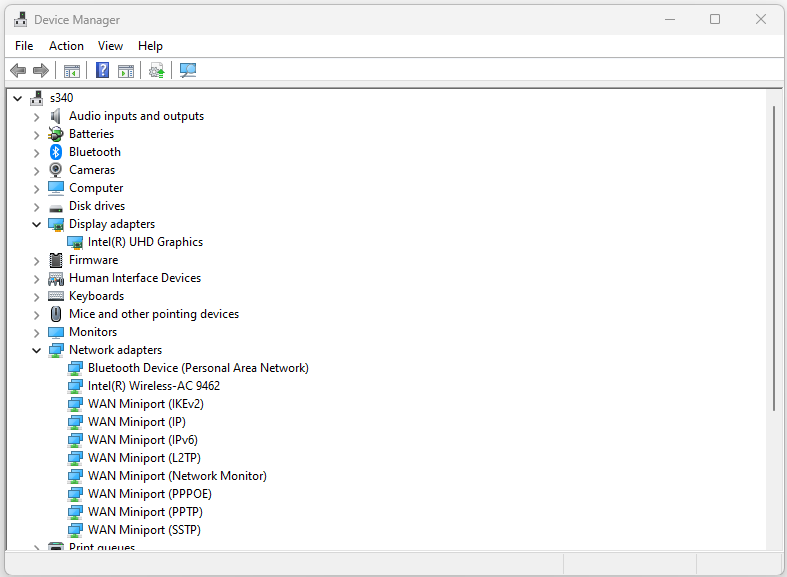 Device Manager
File Action View Help
s340
Audio inputs and outputs
Batteries
Bluetooth
Cameras
Computer
Disk drives
Display adapters
Intel(R) UHD Graphics
Firmware
Human Interface Devices
Keyboards
Mice and other pointing devices
Monitors
Network adapters
Bluetooth Device (Personal Area Network)
Intel(R) Wireless-AC 9462
WAN Miniport (IKEv2)
WAN Miniport (IP)
WAN Miniport (IPv6)
WAN Miniport (L2TP)
WAN Miniport (Network Monitor)
WAN Miniport (PPPOE)
WAN Miniport (PPTP)
WAN Miniport (SSTP)
Print queues